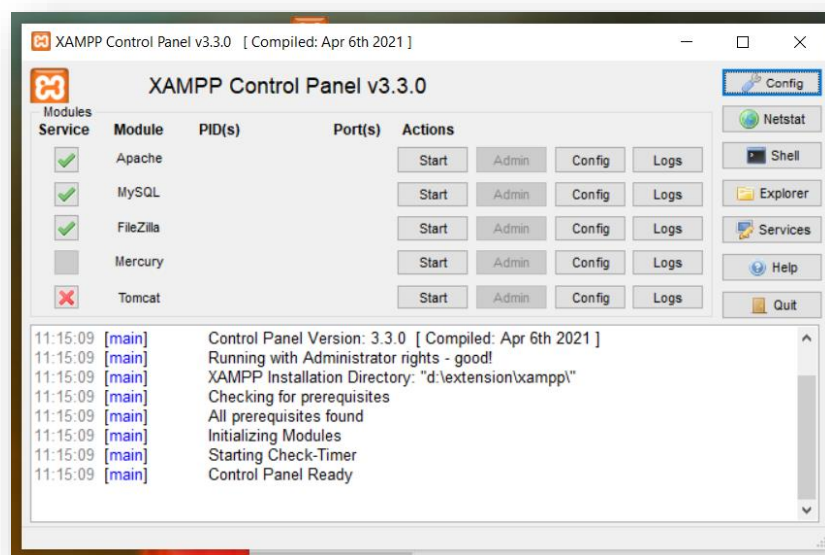 XAMPP Control Panel v3.3.0 [ Compiled: Apr 6th 2021 ]
XAMPP Control Panel v3.3.0
Modules
Service Module PID(s) Port(s) Actions
Apache Start Admin Config Logs
MySQL Start Admin Config Logs
FileZilla Start Admin Config Logs
Mercury Start Admin Config Logs
Tomcat Start Admin Config Logs
Config
Netstat
Shell
Explorer
Services
Help
Quit
11:15:09 [main] Control Panel Version: 3.3.0 [ Compiled: Apr 6th 2021 ]
11:15:09 [main] Running with Administrator rights - good!
11:15:09 [main] XAMPP Installation Directory: "d:\extension\xampp\"
11:15:09 [main] Checking for prerequisites
11:15:09 [main] All prerequisites found
11:15:09 [main] Initializing Modules
11:15:09 [main] Starting Check-Timer
11:15:09 [main] Control Panel Ready